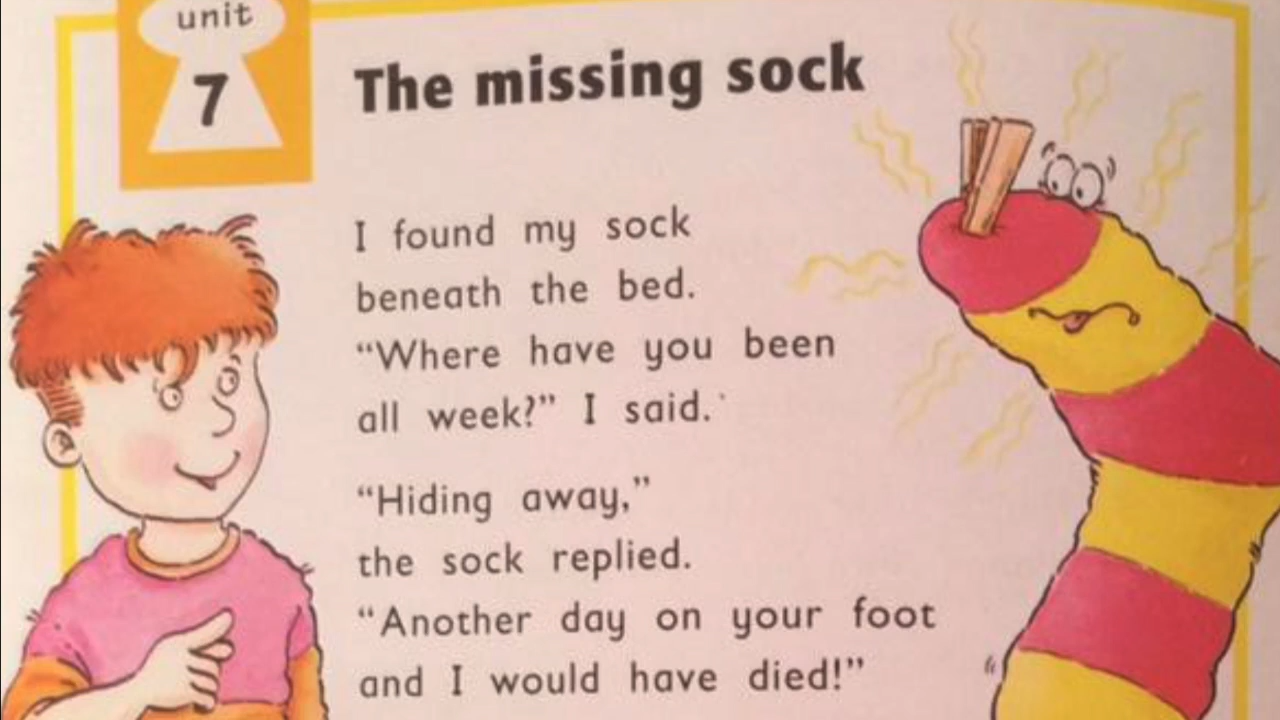 unit
7
The missing sock
I found my sock
beneath the bed.
“Where have you been
all week?” I said.
“Hiding away,”
the sock replied.
“Another day on your foot
and I would have died!”